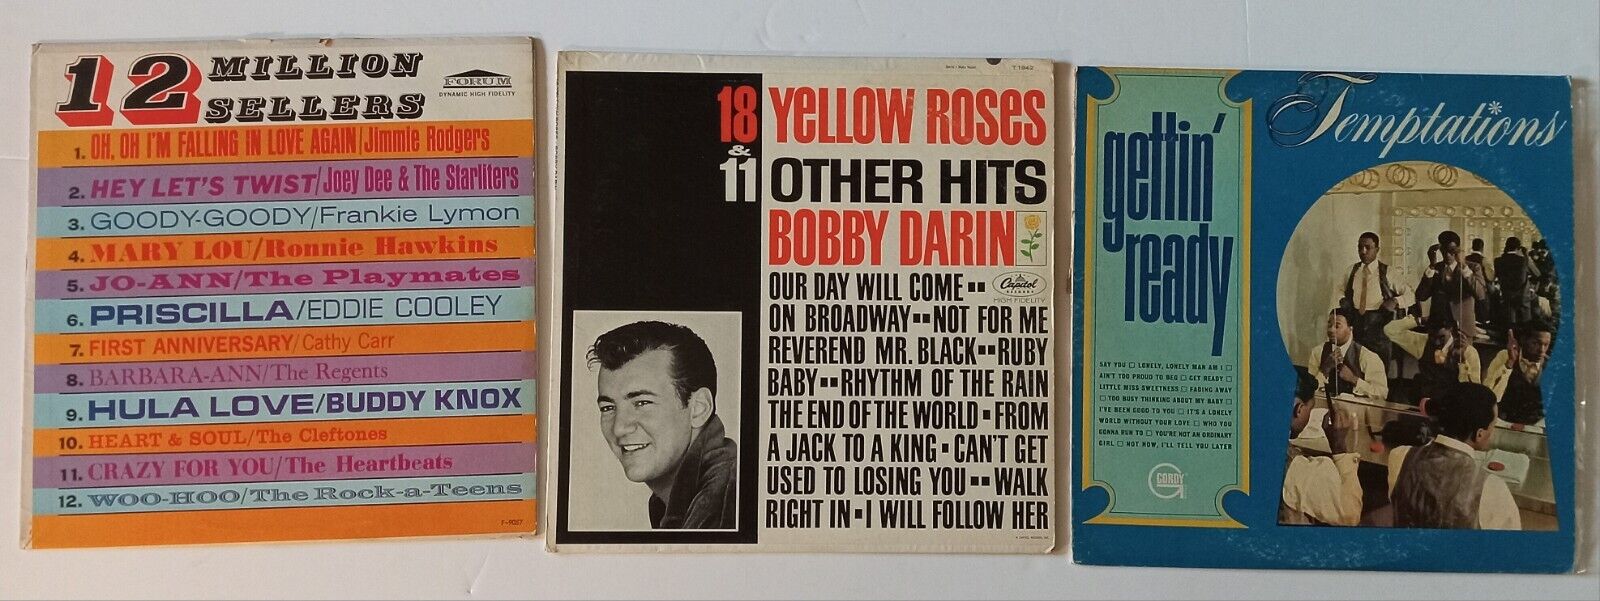 12 MILLION
SELLERS
FORUM
DYNAMIC HIGH FIDELITY
1. OH, OH I'M FALLING IN LOVE AGAIN/Jimmie Rodgers
2. HEY LET'S TWIST/Joey Dee & The Starliters
3. GOODY-GOODY/Frankie Lymon
4. MARY LOU/Ronnie Hawkins
5. JO-ANN/The Playmates
6. PRISCILLA/EDDIE COOLEY
7. FIRST ANNIVERSARY/Cathy Carr
8. BARBARA-ANN/The Regents
9. HULA LOVE/BUDDY KNOX
10. HEART & SOUL/The Cleftones
11. CRAZY FOR YOU/The Heartbeats
12. WOO-HOO/The Rock-a-Teens
F-9057
T 1942
18 YELLOW ROSES
& 11 OTHER HITS
BOBBY DARIN
Capitol
RECORDS
HIGH FIDELITY
OUR DAY WILL COME··
ON BROADWAY··NOT FOR ME
REVEREND MR. BLACK··RUBY
BABY··RHYTHM OF THE RAIN
THE END OF THE WORLD·FROM
A JACK TO A KING·CAN'T GET
USED TO LOSING YOU··WALK
RIGHT IN·I WILL FOLLOW HER
Temptations
gettin'
ready
SAY YOU □ LONELY, LONELY MAN AM I □
AIN'T TOO PROUD TO BEG □ GET READY □
LITTLE MISS SWEETNESS □ FADING AWAY
□ TOO BUSY THINKING ABOUT MY BABY □
I'VE BEEN GOOD TO YOU □ IT'S A LONELY
WORLD WITHOUT YOUR LOVE □ WHO YOU
GONNA RUN TO □ YOU'RE NOT AN ORDINARY
GIRL □ NOT NOW, I'LL TELL YOU LATER
GORDY